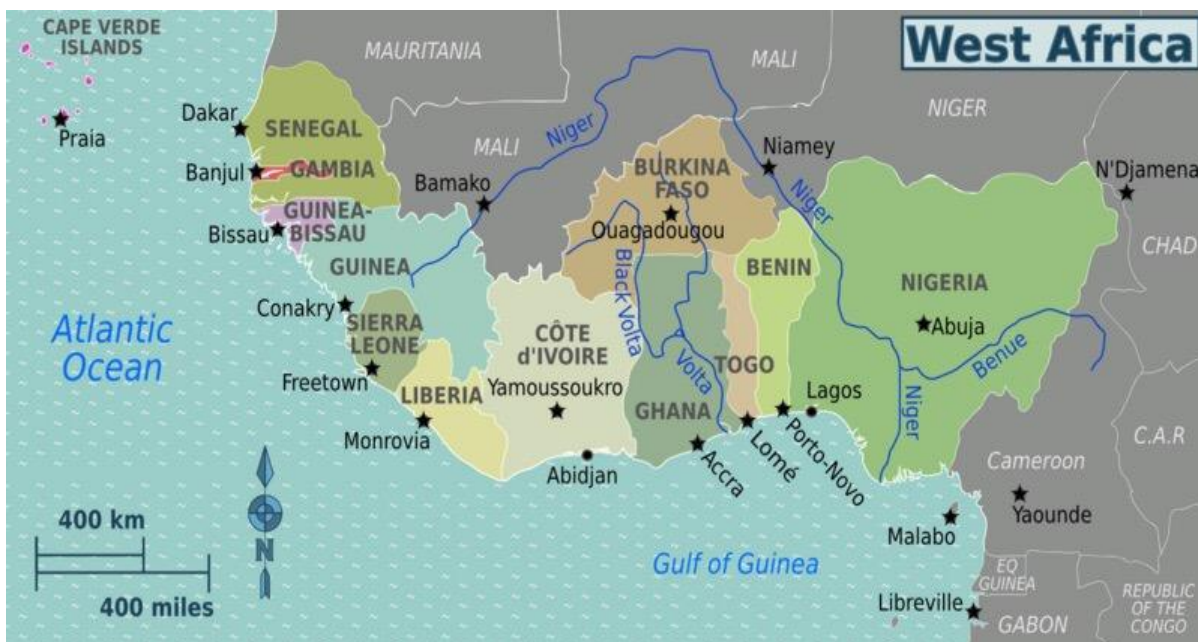 West Africa
CAPE VERDE
ISLANDS
Praia
MAURITANIA
MALI
NIGER
Dakar
SENEGAL
Banjul
GAMBIA
MALI
Niger
Bamako
BURKINA
FASO
Ouagadougou
Niamey
Niger
N'Djamena
CHAD
GUINEA-
BISSAU
Bissau
GUINEA
Black Volta
BENIN
NIGERIA
Conakry
SIERRA
LEONE
Freetown
CÔTE
d'IVOIRE
Yamoussoukro
Volta
TOGO
Abuja
Benue
Atlantic
Ocean
LIBERIA
Monrovia
GHANA
Lagos
Niger
Abidjan
Accra
Lomé
Porto-Novo
C.A.R
Cameroon
Yaounde
Malabo
400 km
400 miles
N
Gulf of Guinea
EQ
GUINEA
Libreville
GABON
REPUBLIC
OF THE
CONGO